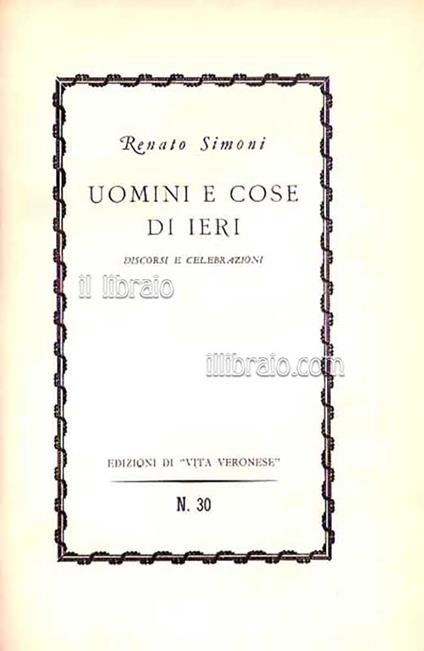 Renato Simoni
UOMINI E COSE
DI IERI
DISCORSI E CELEBRAZIONI
il libraio
illibraio.com
EDIZIONI DI "VITA VERONESE"
N. 30